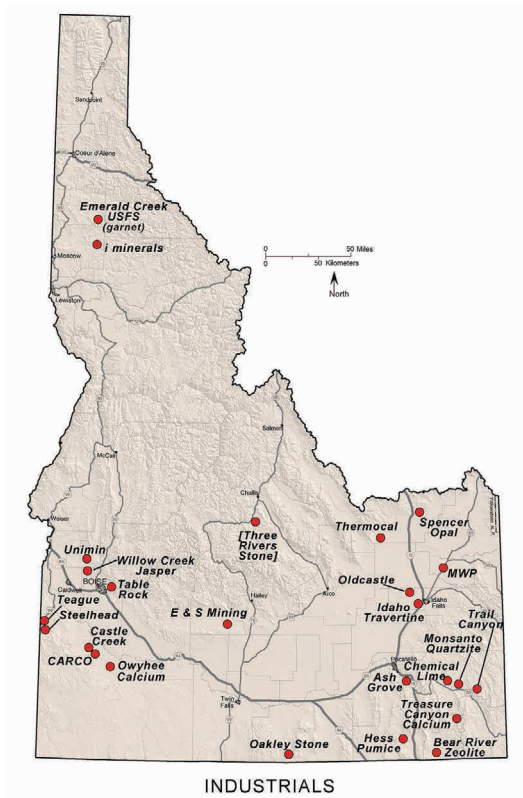 Sandpoint
Coeur d'Alene
Emerald Creek
USFS
(garnet)
i minerals
Moscow
Lewiston
0 50 Miles
0 50 Kilometers
North
Salmon
McCall
Challis
[Three
Rivers
Stone]
Thermocal
Spencer
Opal
Weiser
Unimin
Willow Creek
Jasper
MWP
BOISE
Caldwell
Table
Rock
Oldcastle
Hailey
Arco
Idaho
Falls
Teague
Steelhead
E & S Mining
Idaho
Travertine
Trail
Canyon
Castle
Creek
Monsanto
Quartzite
CARCO
Owyhee
Calcium
Pocatello
Chemical
Lime
Ash
Grove
Twin
Falls
Treasure
Canyon
Calcium
Oakley Stone
Hess
Pumice
Bear River
Zeolite
INDUSTRIALS